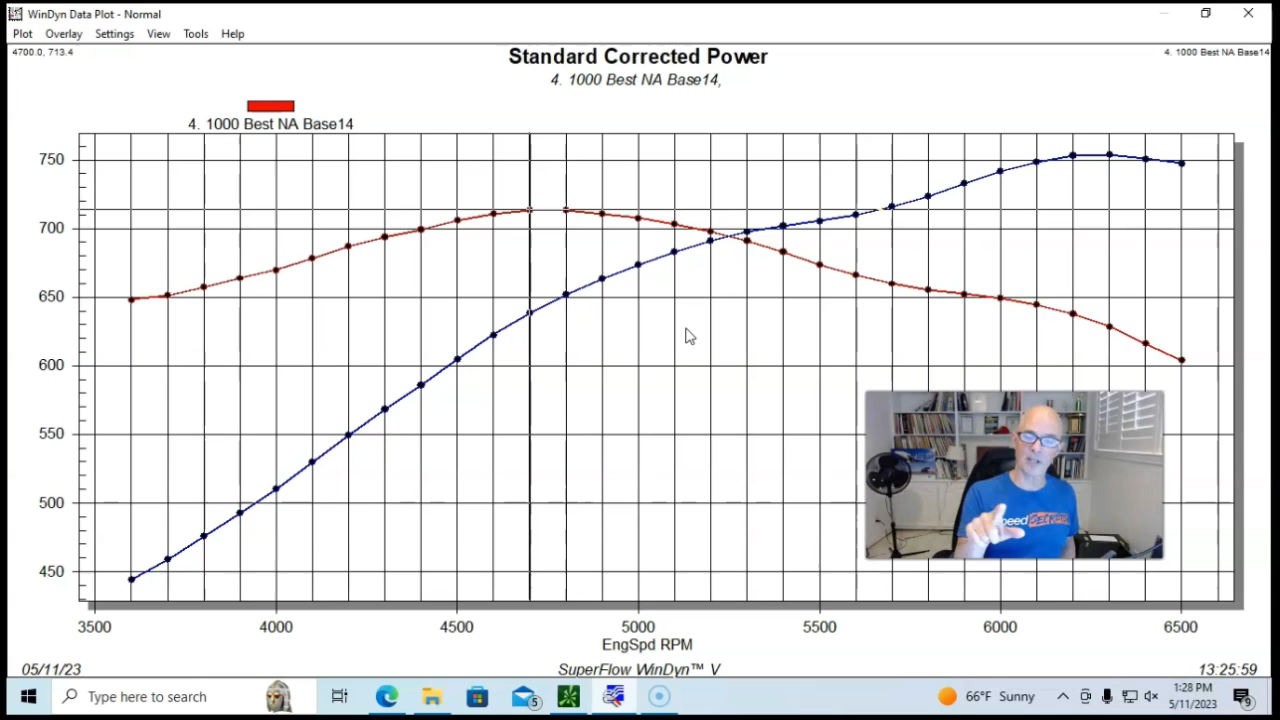 WinDyn Data Plot - Normal
Plot Overlay Settings View Tools Help
4700.0, 713.4
Standard Corrected Power
4. 1000 Best NA Base14
4. 1000 Best NA Base14,
4. 1000 Best NA Base14
750
700
650
600
550
500
450
3500 4000 4500 5000 5500 6000 6500
EngSpd RPM
05/11/23 SuperFlow WinDyn™ V 13:25:59
Type here to search
5
66°F Sunny
1:28 PM
5/11/2023
9